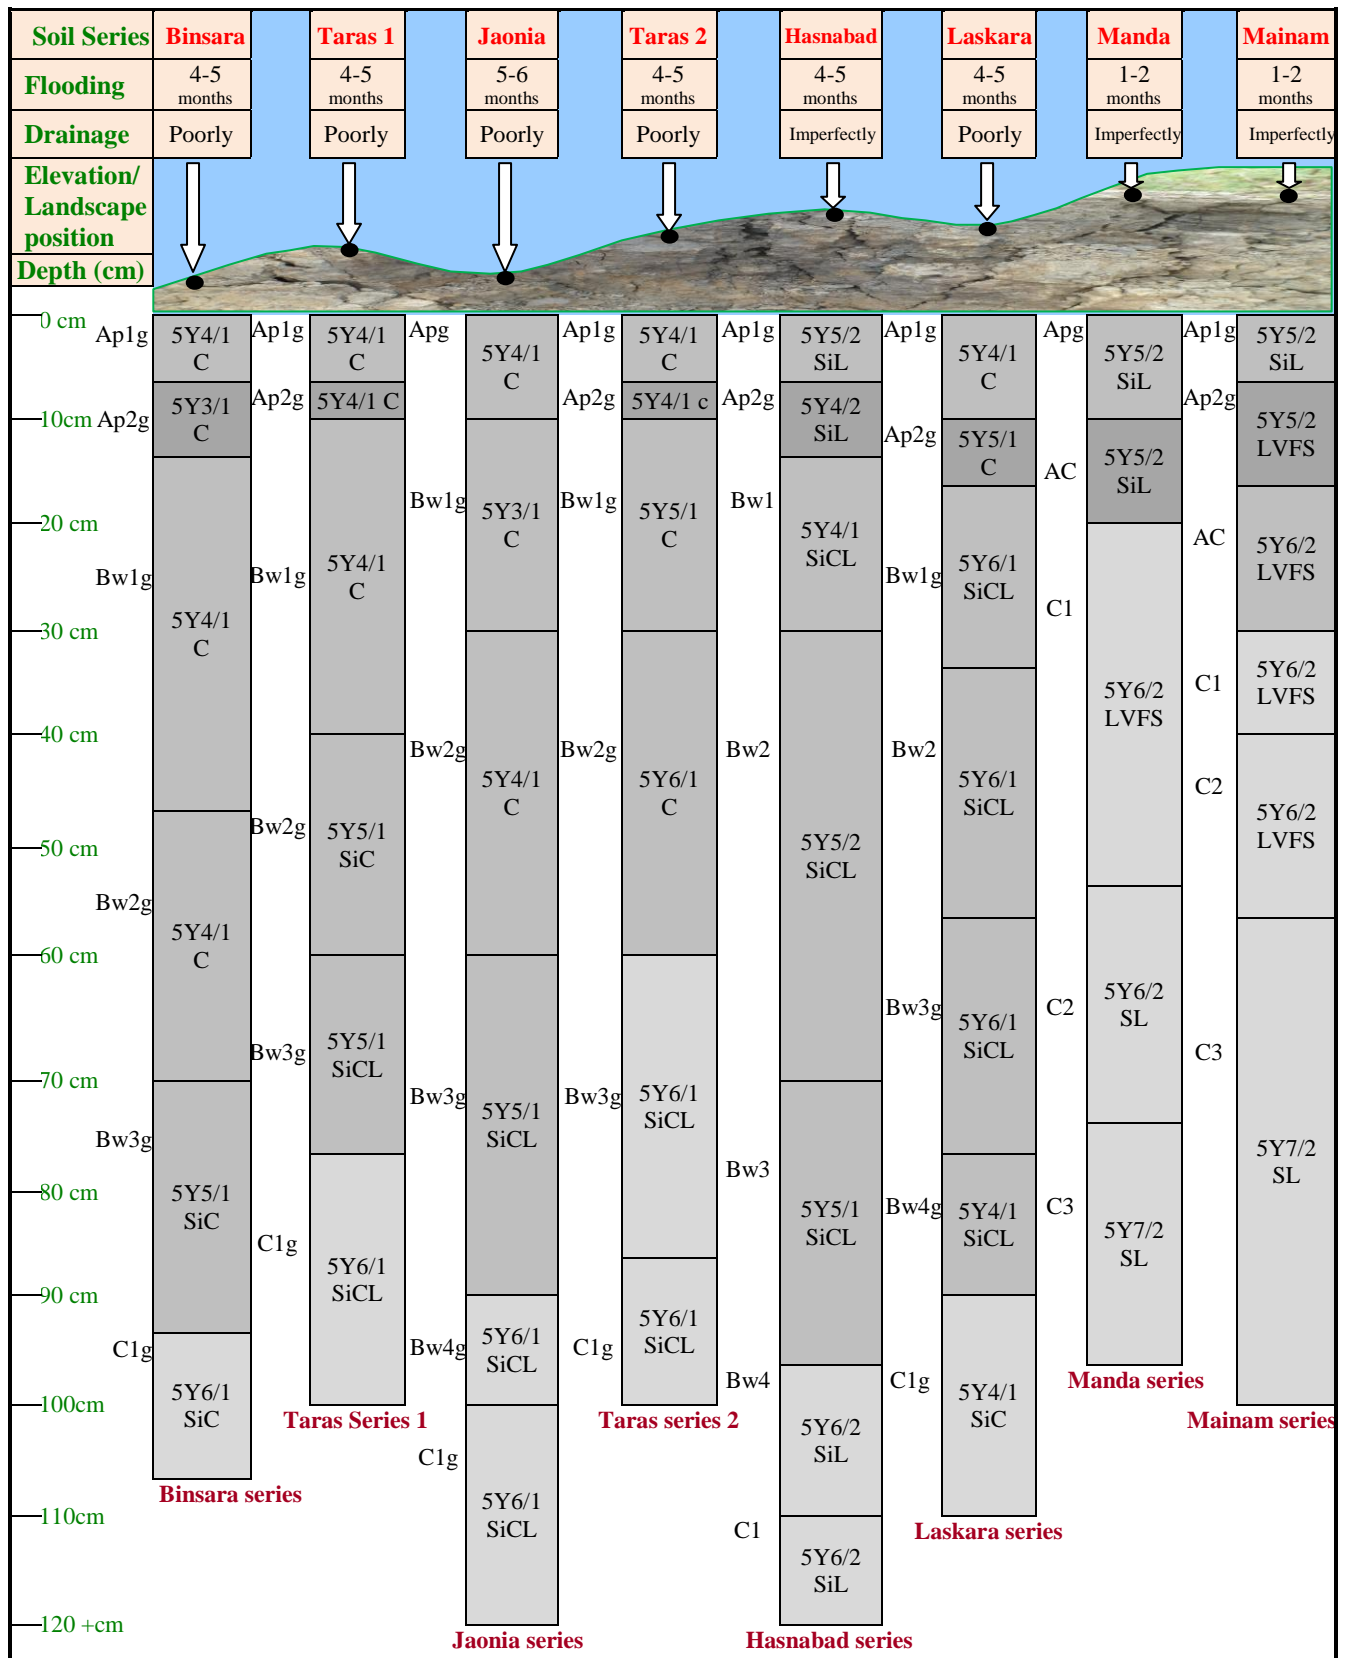 Soil Series Binsara Taras 1 Jaonia Taras 2 Hasnabad Laskara Manda Mainam
Flooding 4-5 4-5 5-6 4-5 4-5 4-5 1-2 1-2
months months months months months months months months
Drainage Poorly Poorly Poorly Poorly Imperfectly Poorly Imperfectly Imperfectly
Elevation/
Landscape
position
Depth (cm)
0 cm
10cm
20 cm
30 cm
40 cm
50 cm
60 cm
70 cm
80 cm
90 cm
100cm
110cm
120 +cm
Ap1g
5Y4/1
C
Ap2g
5Y3/1
C
Bw1g
5Y4/1
C
Bw2g
5Y4/1
C
Bw3g
5Y5/1
SiC
C1g
5Y6/1
SiC
Binsara series
Ap1g
5Y4/1
C
Ap2g
5Y4/1 C
Bw1g
5Y4/1
C
Bw2g
5Y5/1
SiC
Bw3g
5Y5/1
SiCL
C1g
5Y6/1
SiCL
Taras Series 1
Apg
5Y4/1
C
Bw1g
5Y3/1
C
Bw2g
5Y4/1
C
Bw3g
5Y5/1
SiCL
Bw4g
5Y6/1
SiCL
C1g
5Y6/1
SiCL
Jaonia series
Ap1g
5Y4/1
C
Ap2g
5Y4/1 c
Bw1g
5Y5/1
C
Bw2g
5Y6/1
C
Bw3g
5Y6/1
SiCL
C1g
5Y6/1
SiCL
Taras series 2
Ap1g
5Y5/2
SiL
Ap2g
5Y4/2
SiL
Bw1
5Y4/1
SiCL
Bw2
5Y5/2
SiCL
Bw3
5Y5/1
SiCL
Bw4
5Y6/2
SiL
C1
5Y6/2
SiL
Hasnabad series
Ap1g
5Y4/1
C
Ap2g
5Y5/1
C
Bw1g
5Y6/1
SiCL
Bw2
5Y6/1
SiCL
Bw3g
5Y6/1
SiCL
Bw4g
5Y4/1
SiCL
C1g
5Y4/1
SiC
Laskara series
Apg
5Y5/2
SiL
AC
5Y5/2
SiL
C1
5Y6/2
LVFS
C2
5Y6/2
SL
C3
5Y7/2
SL
Manda series
Ap1g
5Y5/2
SiL
Ap2g
5Y5/2
LVFS
AC
5Y6/2
LVFS
C1
5Y6/2
LVFS
C2
5Y6/2
LVFS
C3
5Y7/2
SL
Mainam series